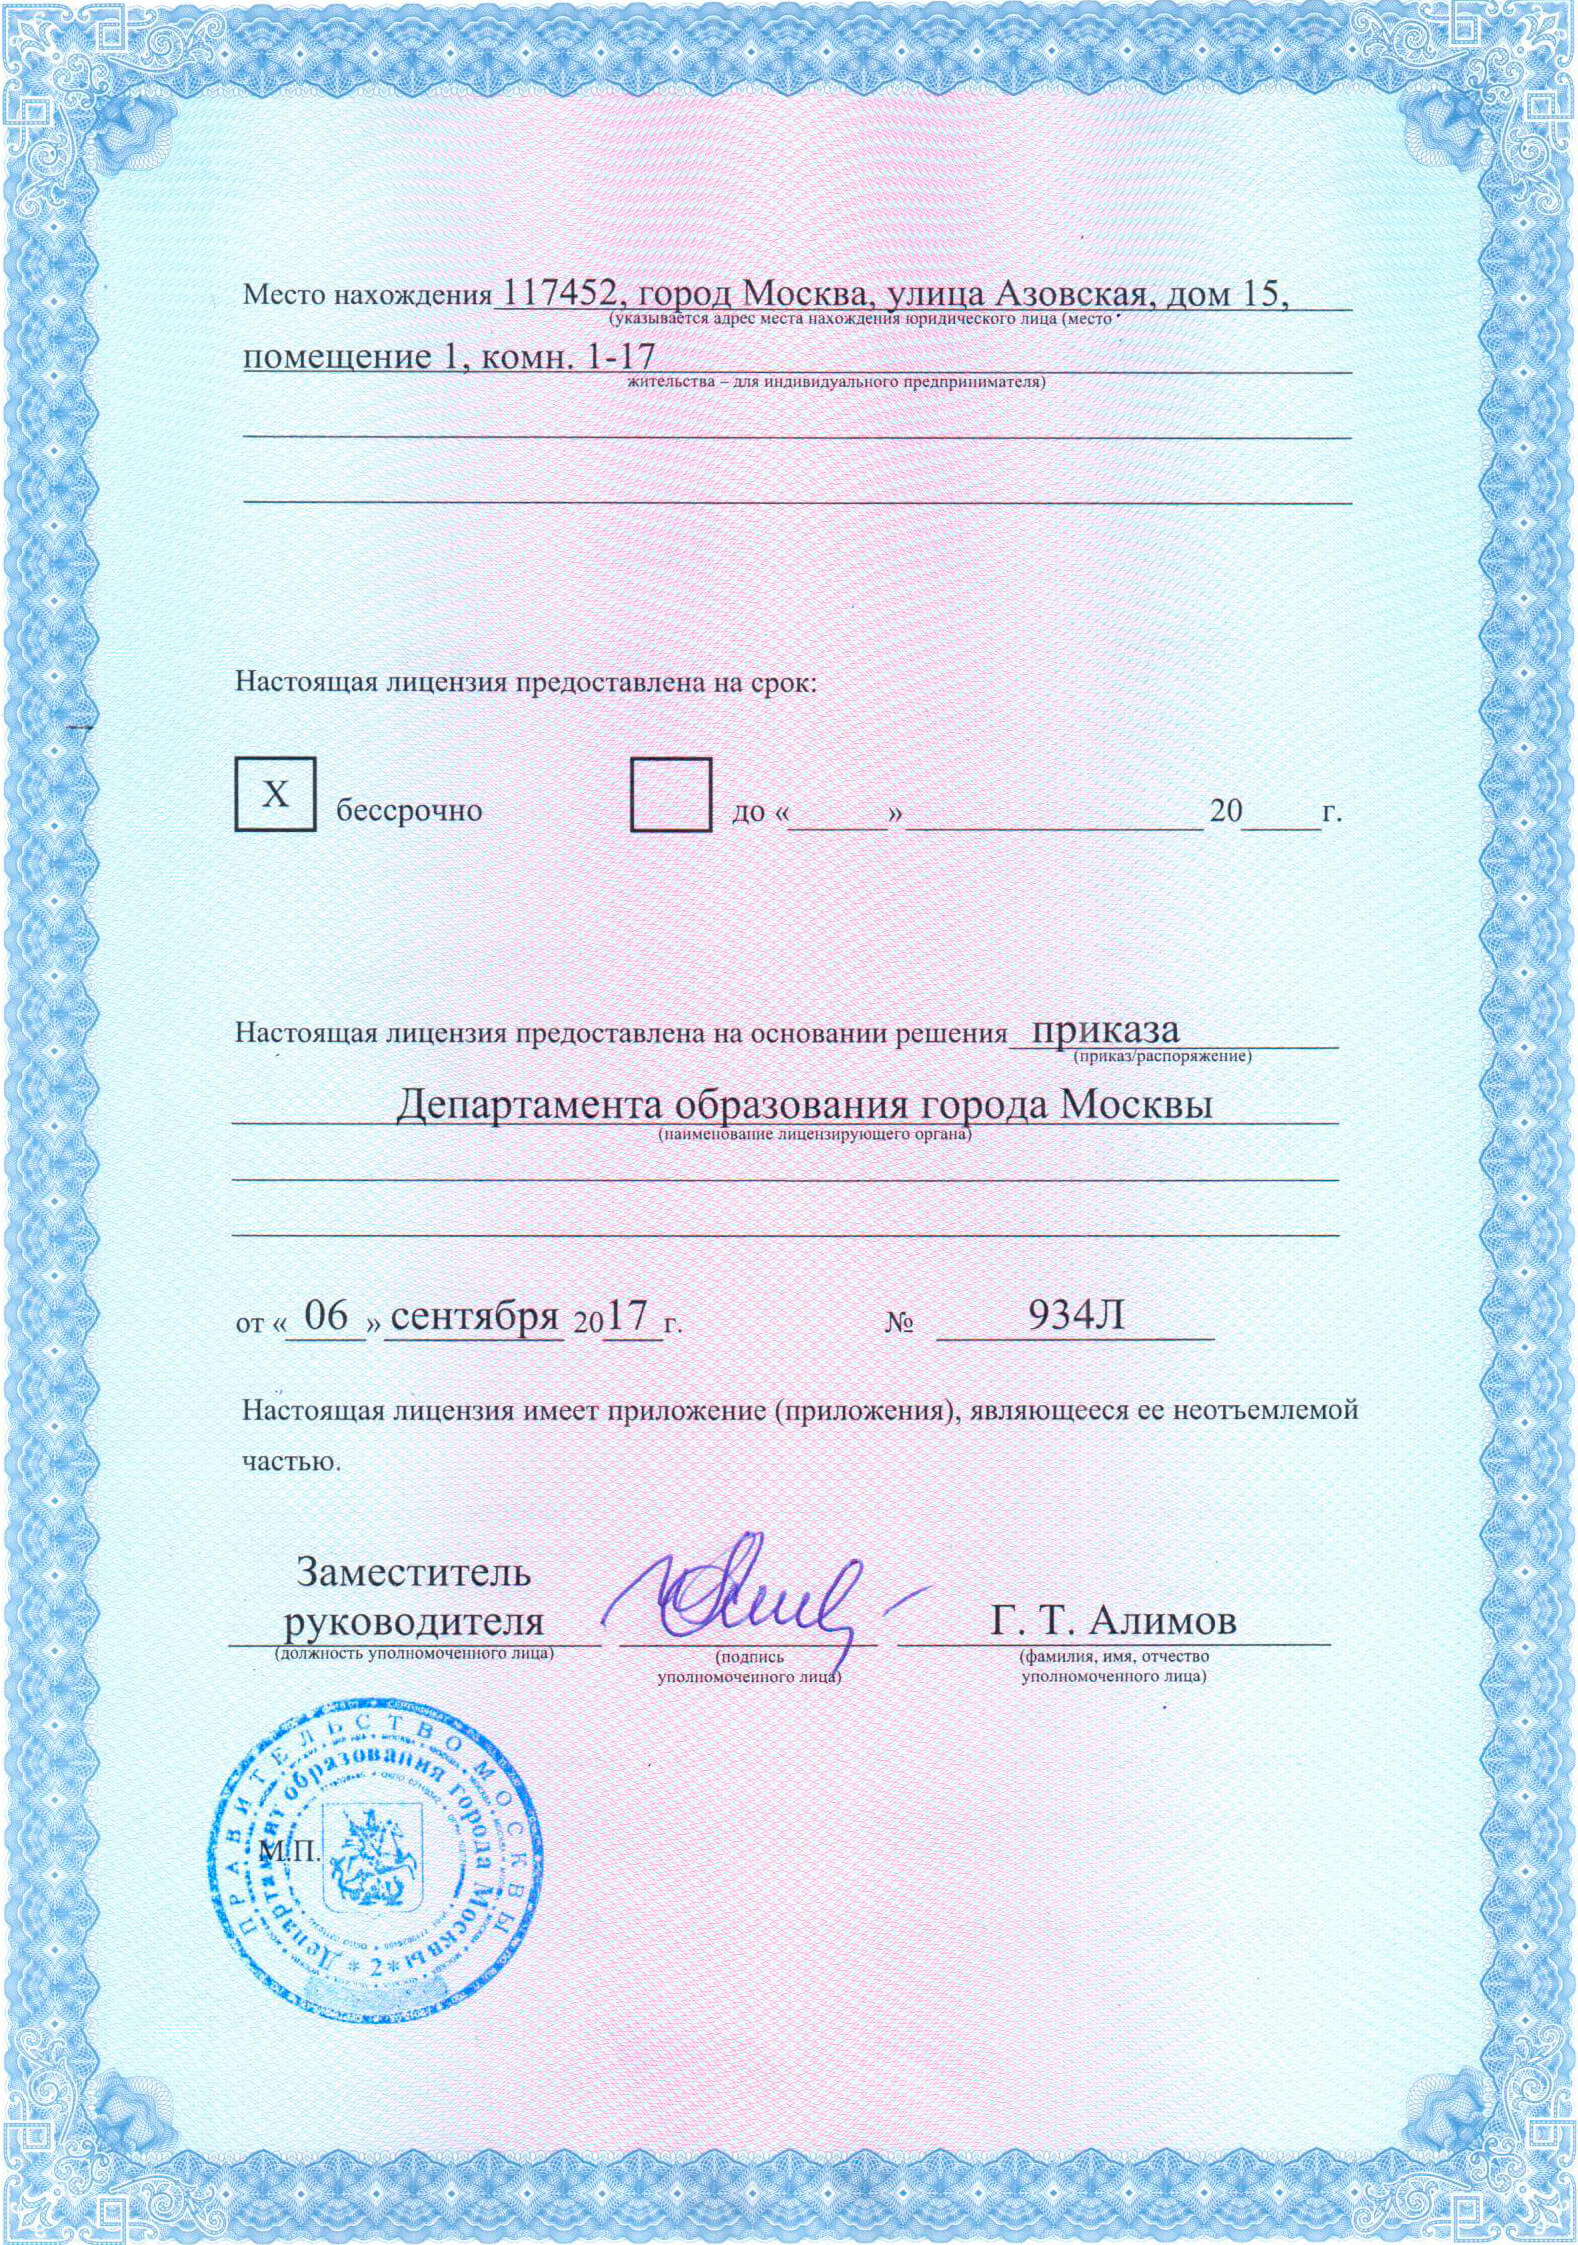 Место нахождения 117452, город Москва, улица Азовская, дом 15,
(указывается адрес места нахождения юридического лица (место
помещение 1, комн. 1-17
жительства – для индивидуального предпринимателя)
Настоящая лицензия предоставлена на срок:
X бессрочно до «______»__________________ 20_____г.
Настоящая лицензия предоставлена на основании решения приказа
(приказ/распоряжение)
Департамента образования города Москвы
(наименование лицензирующего органа)
от « 06 » сентября 2017 г. № 934Л
Настоящая лицензия имеет приложение (приложения), являющееся ее неотъемлемой
частью.
Заместитель
руководителя Г. Т. Алимов
(должность уполномоченного лица) (подпись уполномоченного лица) (фамилия, имя, отчество уполномоченного лица)
М.П.
ПРАВИТЕЛЬСТВО МОСКВЫ
Департамент образования города Москвы
* 2 *